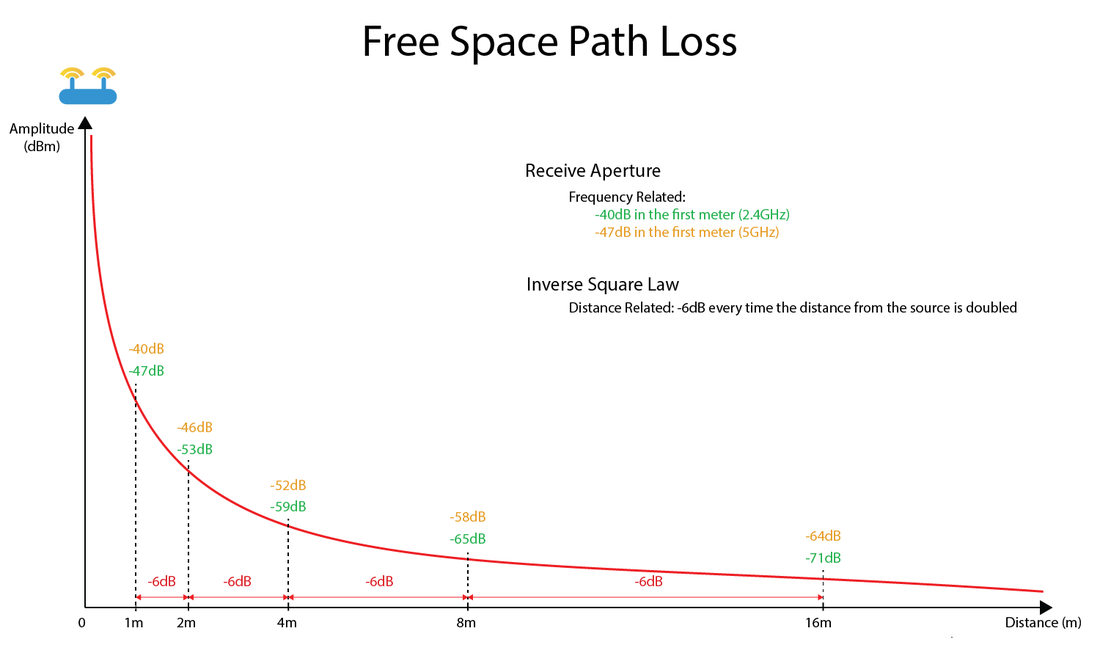 Free Space Path Loss
Amplitude
(dBm)
Receive Aperture
Frequency Related:
-40dB in the first meter (2.4GHz)
-47dB in the first meter (5GHz)
Inverse Square Law
Distance Related: -6dB every time the distance from the source is doubled
-40dB
-47dB
-46dB
-53dB
-52dB
-59dB
-58dB
-65dB
-64dB
-71dB
-6dB -6dB -6dB -6dB
0 1m 2m 4m 8m 16m Distance (m)